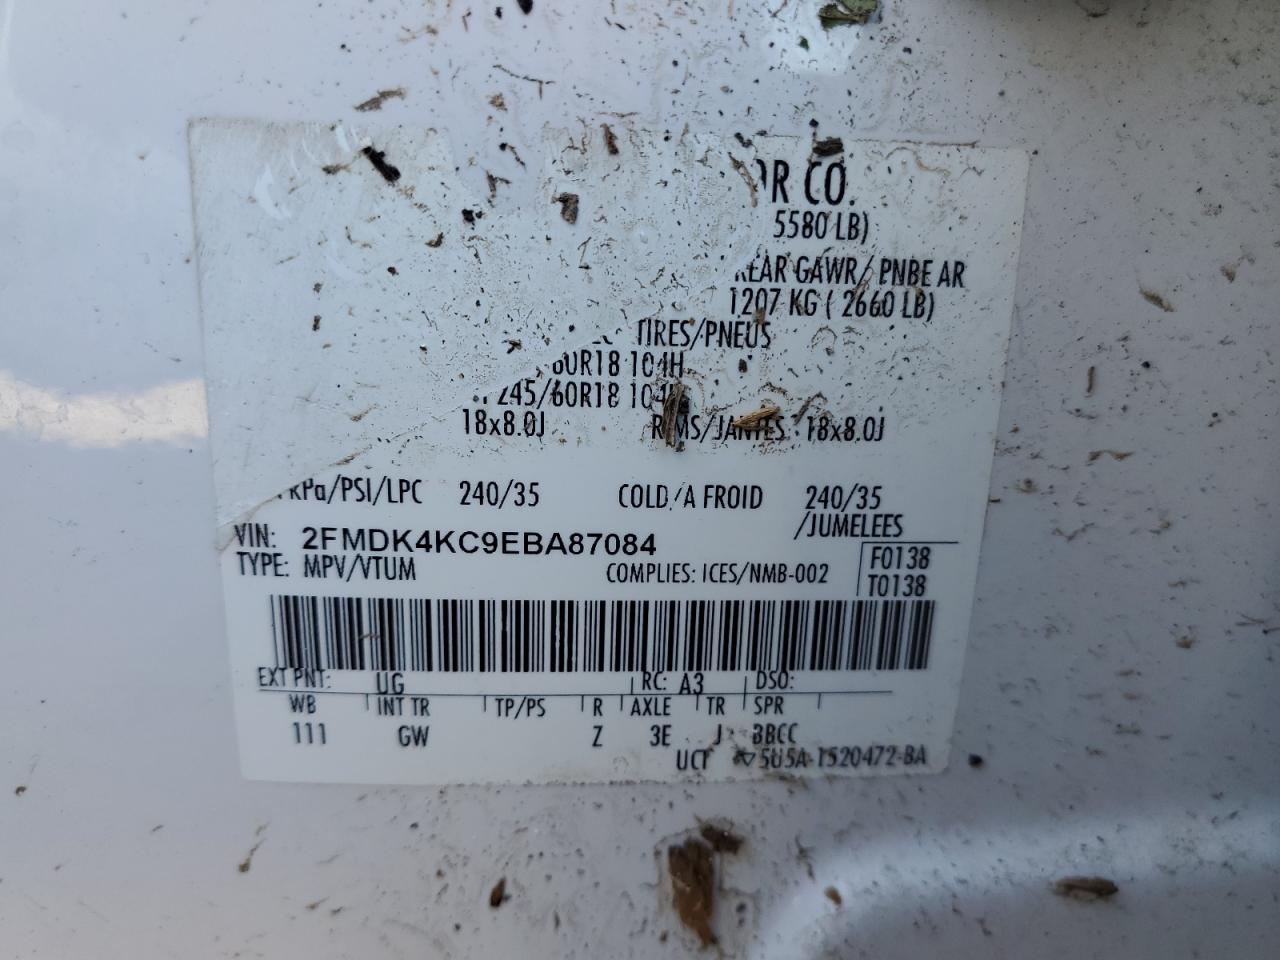 CO.
5580 LB)
GAWR/ PNBE AR
1207 KG ( 2660 LB)
TIRES/PNEUS
60R18 104H
245/60R18
18x8.0J RIMS/JANTES 18x8.0J
kPa/PSI/LPC 240/35 COLD/A FROID 240/35
/JUMELEES
VIN: 2FMDK4KC9EBA87084
TYPE: MPV/VTUM COMPLIES: ICES/NMB-002
F0138
T0138
EXT PNT: UG RC: A3 DSO:
WB INT TR TP/PS R AXLE TR SPR
111 GW Z 3E J BBCC
5U5A-1520472-BA